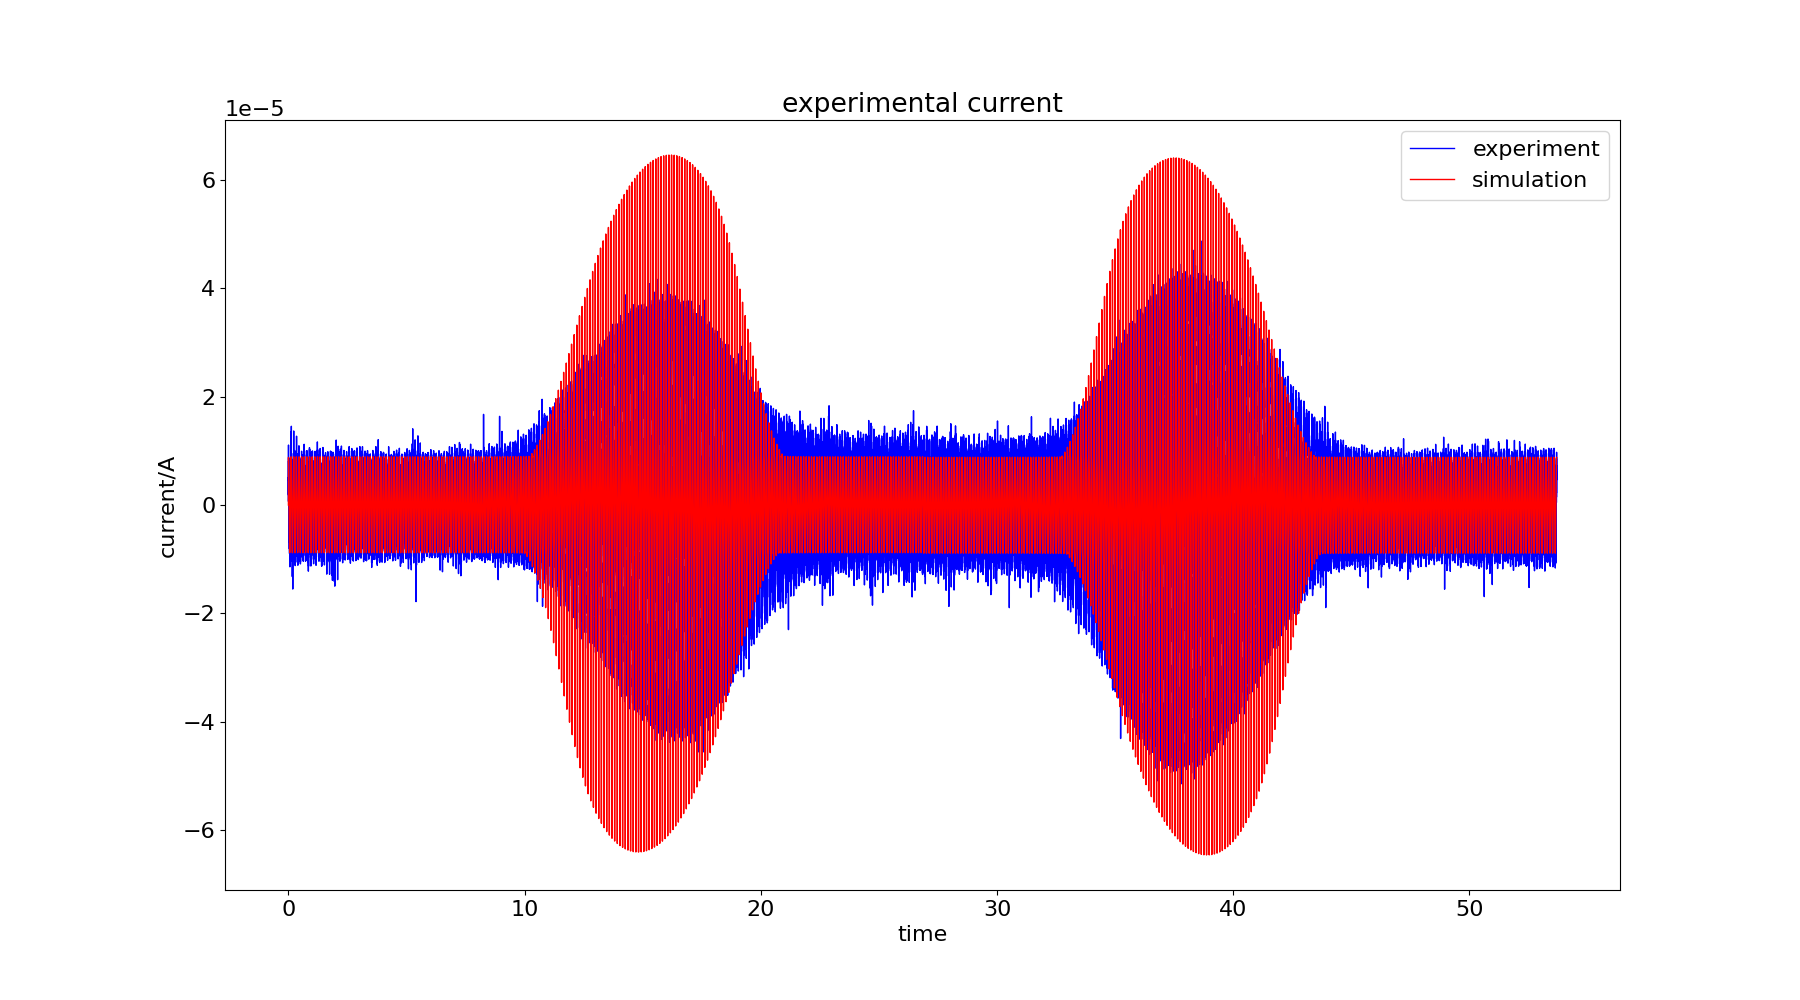 experimental current
1e−5
experiment
simulation
6
4
2
0
−2
−4
−6
current/A
0 10 20 30 40 50
time